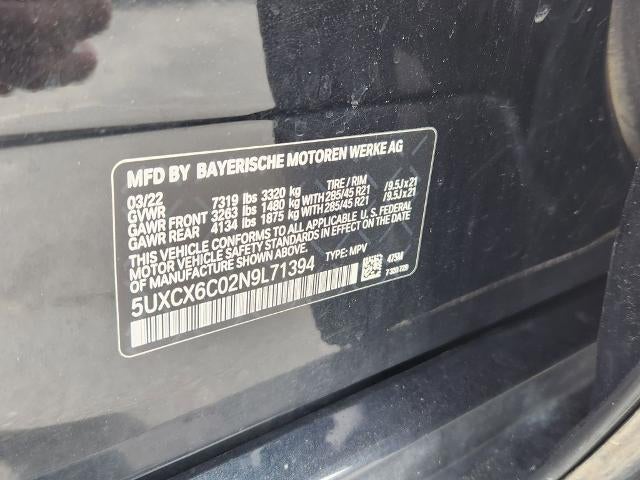 MFD BY BAYERISCHE MOTOREN WERKE AG
03/22 TIRE / RIM
GVWR 7319 lbs 3320 kg
GAWR FRONT 3263 lbs 1480 kg WITH 285/45 R21 /9.5Jx21
GAWR REAR 4134 lbs 1875 kg WITH 285/45 R21 /9.5Jx21
THIS VEHICLE CONFORMS TO ALL APPLICABLE U.S. FEDERAL
MOTOR VEHICLE SAFETY STANDARDS IN EFFECT ON THE DATE
OF MANUFACTURE SHOWN ABOVE.
5UXCX6C02N9L71394 TYPE: MPV
475M